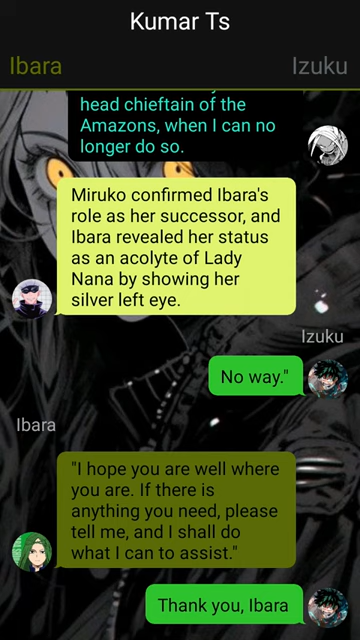 Kumar Ts
Ibara
Izuku
head chieftain of the
Amazons, when I can no
longer do so.
Miruko confirmed Ibara's
role as her successor, and
Ibara revealed her status
as an acolyte of Lady
Nana by showing her
silver left eye.
Izuku
No way."
Ibara
"I hope you are well where
you are. If there is
anything you need, please
tell me, and I shall do
what I can to assist."
Thank you, Ibara